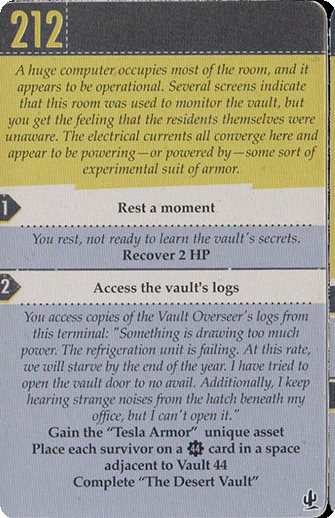 212
A huge computer occupies most of the room, and it
appears to be operational. Several screens indicate
that this room was used to monitor the vault, but
you get the feeling that the residents themselves were
unaware. The electrical currents all converge here and
appear to be powering—or powered by—some sort of
experimental suit of armor.
1
Rest a moment
You rest, not ready to learn the vault's secrets.
Recover 2 HP
2
Access the vault's logs
You access copies of the Vault Overseer's logs from
this terminal: "Something is drawing too much
power. The refrigeration unit is failing. At this rate,
we will starve by the end of the year. I have tried to
open the vault door to no avail. Additionally, I keep
hearing strange noises from the hatch beneath my
office, but I can't open it."
Gain the "Tesla Armor" unique asset
Place each survivor on a 44 card in a space
adjacent to Vault 44
Complete "The Desert Vault"